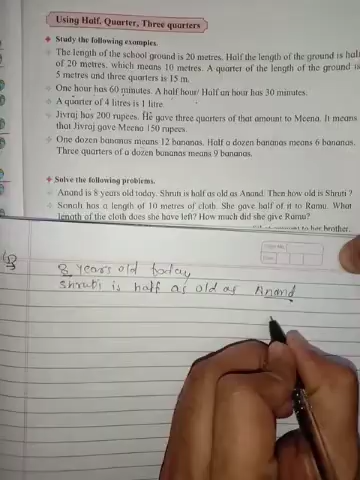 Using Half, Quarter, Three quarters
Study the following examples.
The length of the school ground is 20 metres. Half the length of the ground is half
of 20 metres, which means 10 metres. A quarter of the length of the ground is
5 metres and three quarters is 15 m.
One hour has 60 minutes. A half hour/ Half an hour has 30 minutes.
A quarter of 4 litres is 1 litre.
Jivraj has 200 rupees. He gave three quarters of that amount to Meena. It means
that Jivraj gave Meena 150 rupees.
One dozen bananas means 12 bananas. Half a dozen bananas means 6 bananas.
Three quarters of a dozen bananas means 9 bananas.
Solve the following problems.
Anand is 8 years old today. Shruti is half as old as Anand. Then how old is Shruti ?
Sonali has a length of 10 metres of cloth. She gave half of it to Ramu. What
length of the cloth does she have left? How much did she give Ramu?
to her brother.
8 years old today
Shruti is half as old as Anand